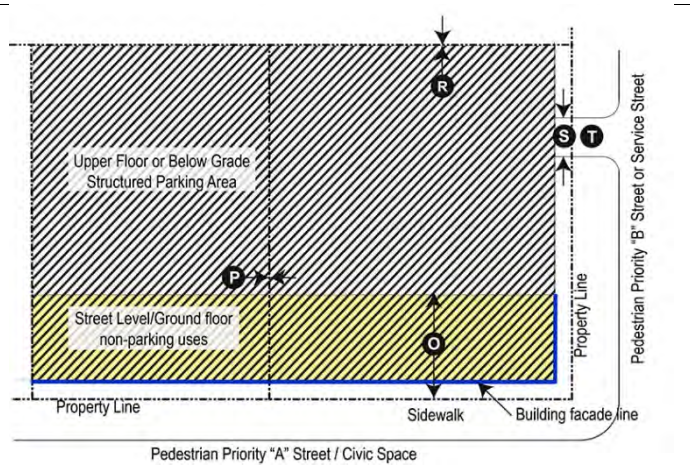 R
S T
Upper Floor or Below Grade
Structured Parking Area
P
Street Level/Ground floor
non-parking uses
O
Property Line
Pedestrian Priority "B" Street or Service Street
Property Line
Sidewalk
Building facade line
Pedestrian Priority "A" Street / Civic Space